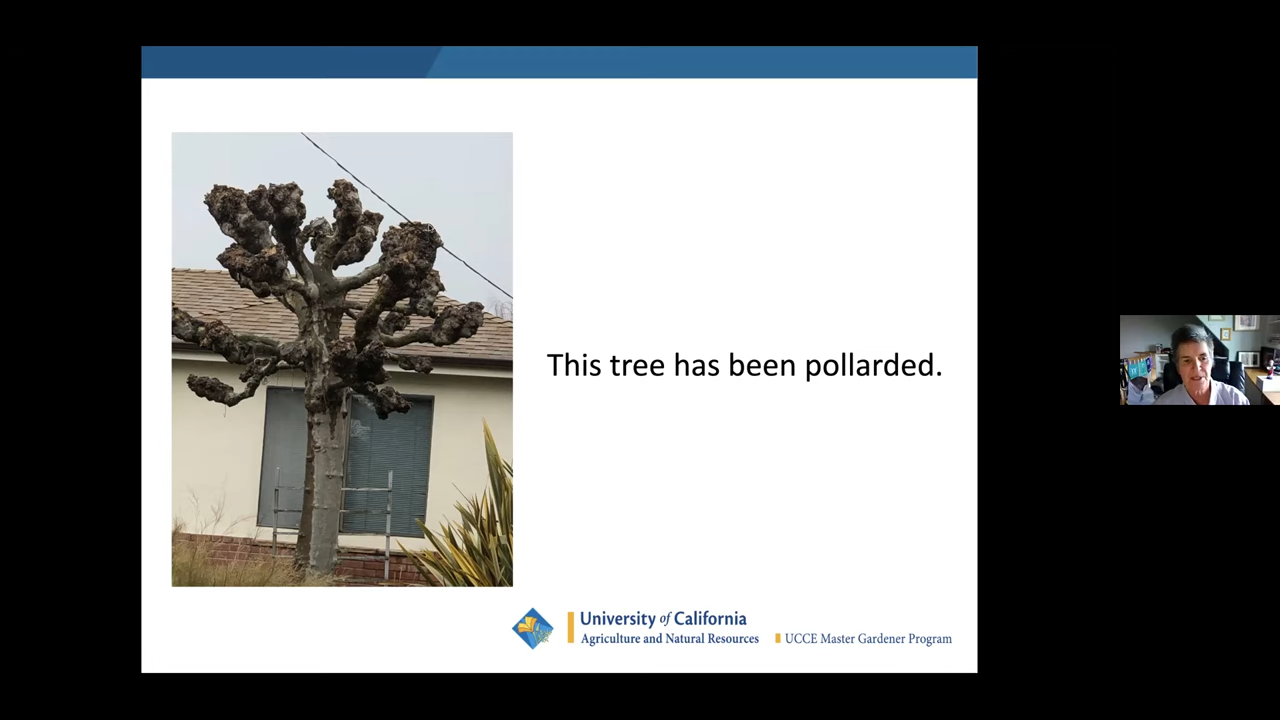 This tree has been pollarded.
University of California
Agriculture and Natural Resources
UCCE Master Gardener Program